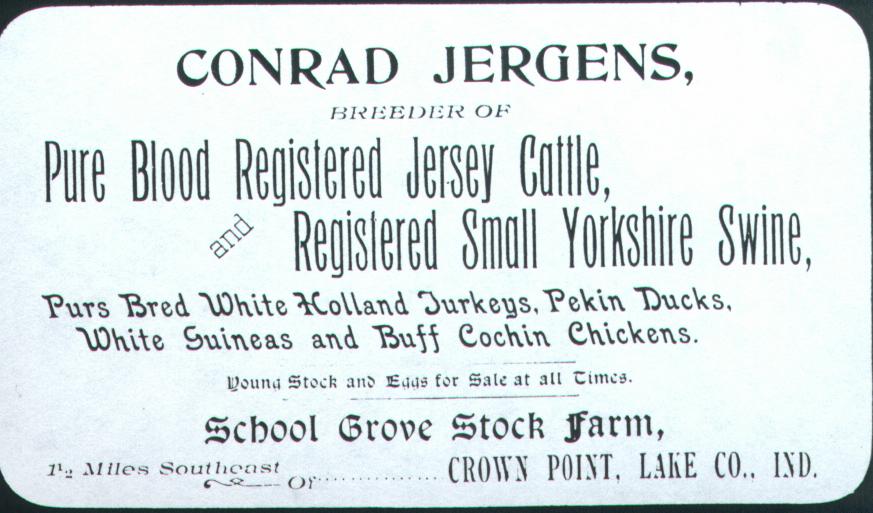 CONRAD JERGENS,
BREEDER OF
Pure Blood Registered Jersey Cattle,
and Registered Small Yorkshire Swine,
Purs Bred White Holland Turkeys, Pekin Ducks,
White Guineas and Buff Cochin Chickens.
Young Stock and Eggs for Sale at all Times.
School Grove Stock Farm,
1½ Miles Southeast Of .............. CROWN POINT, LAKE CO., IND.